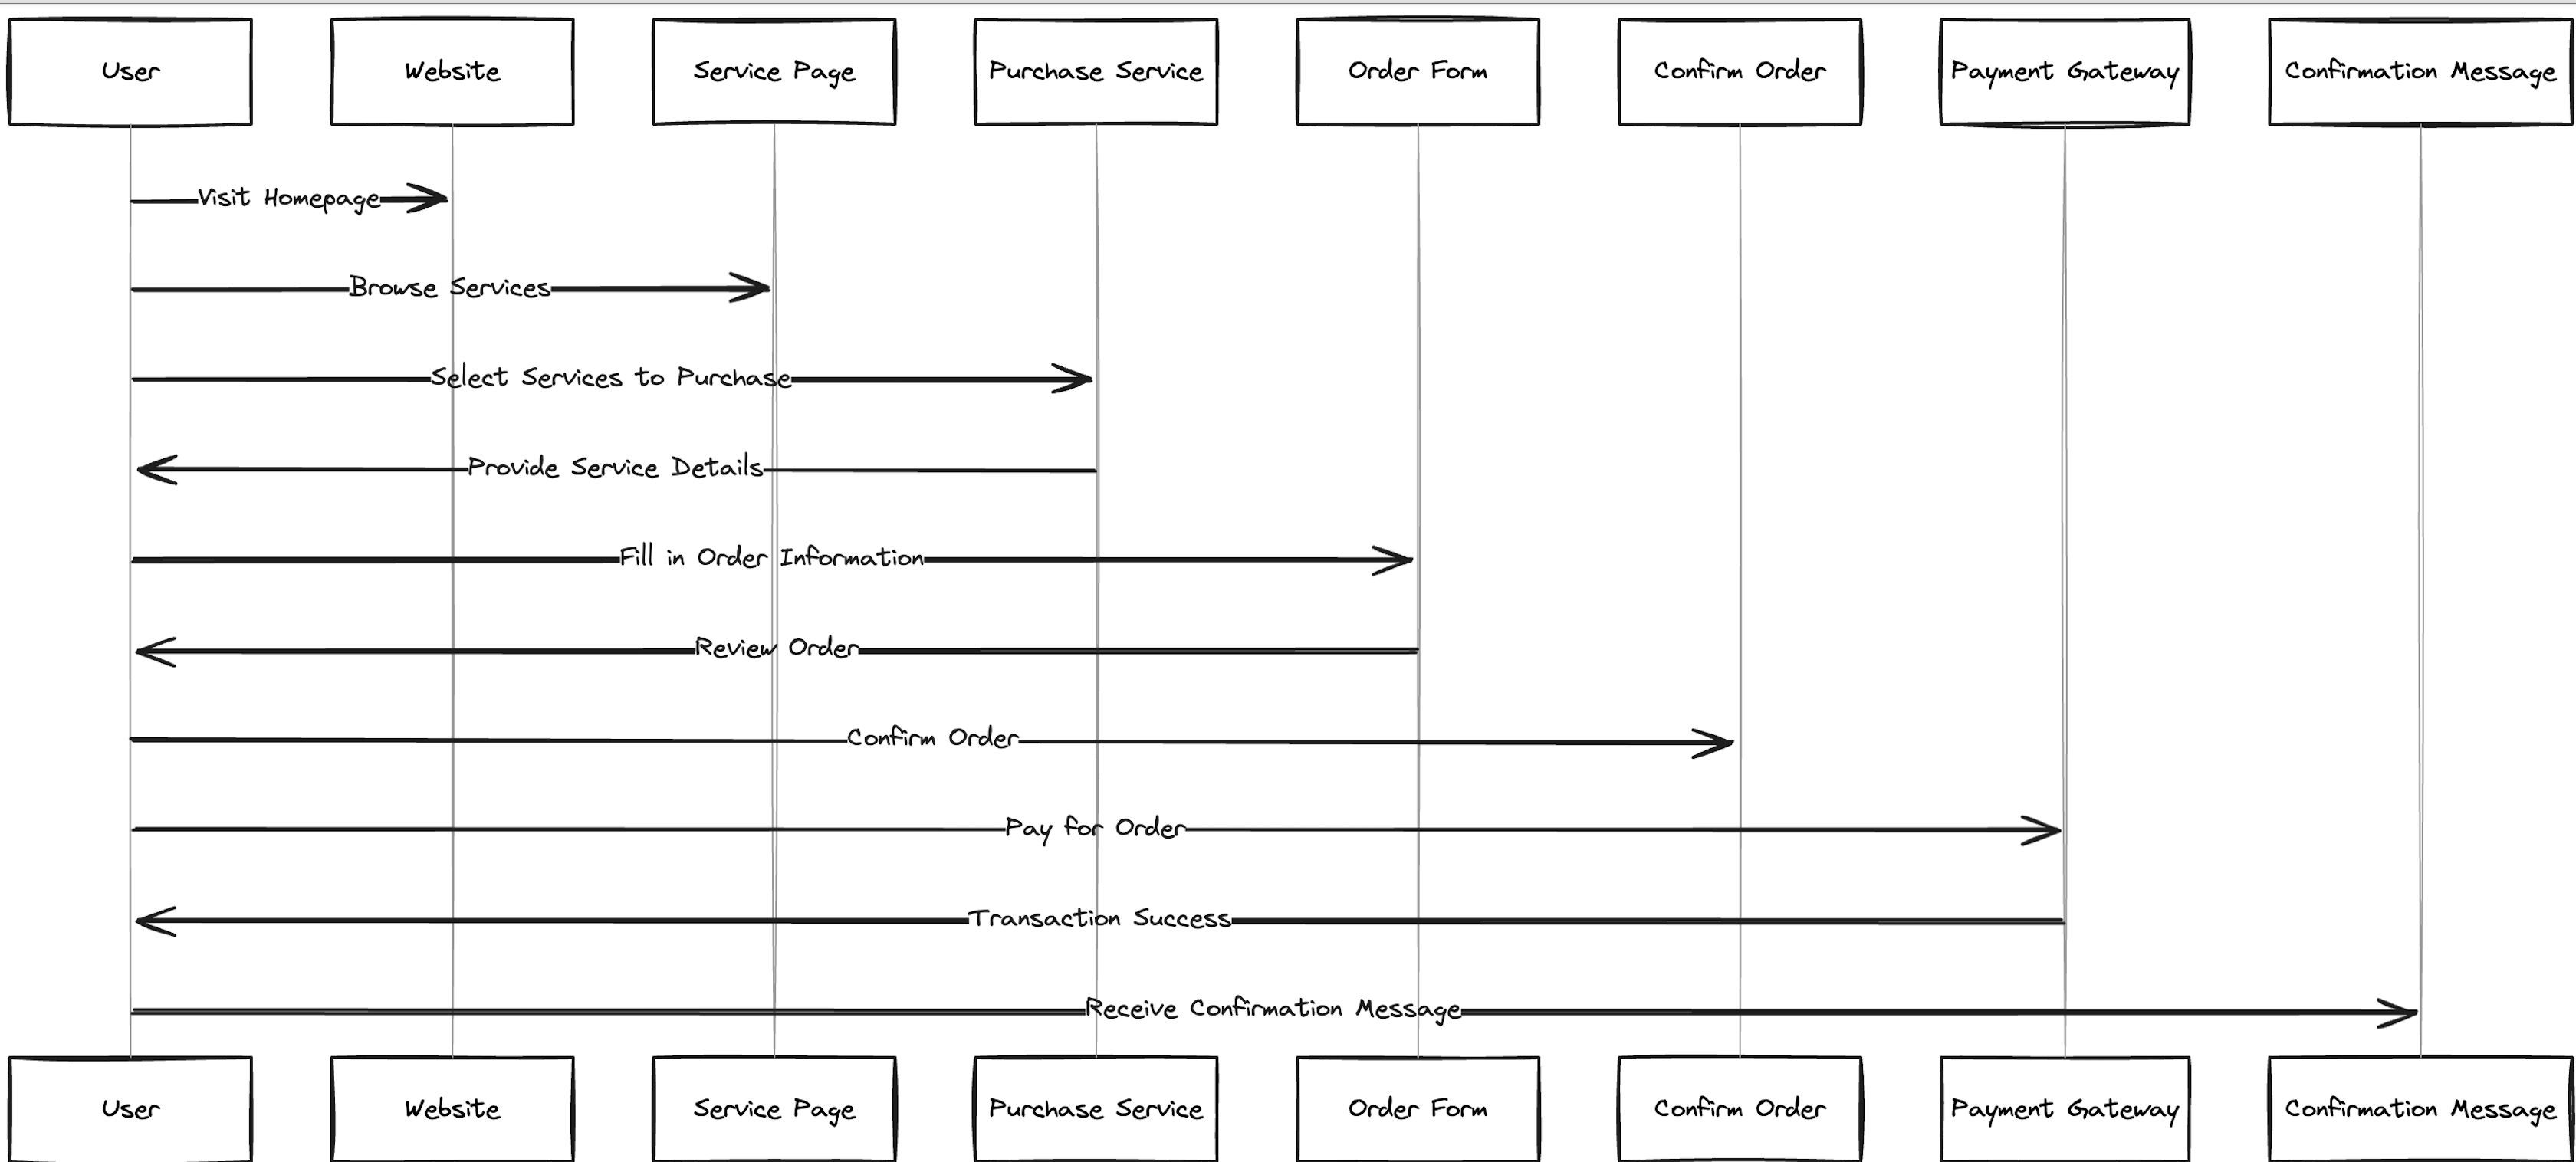 User
Website
Service Page
Purchase Service
Order Form
Confirm Order
Payment Gateway
Confirmation Message
Visit Homepage
Browse Services
Select Services to Purchase
Provide Service Details
Fill in Order Information
Review Order
Confirm Order
Pay for Order
Transaction Success
Receive Confirmation Message
User
Website
Service Page
Purchase Service
Order Form
Confirm Order
Payment Gateway
Confirmation Message